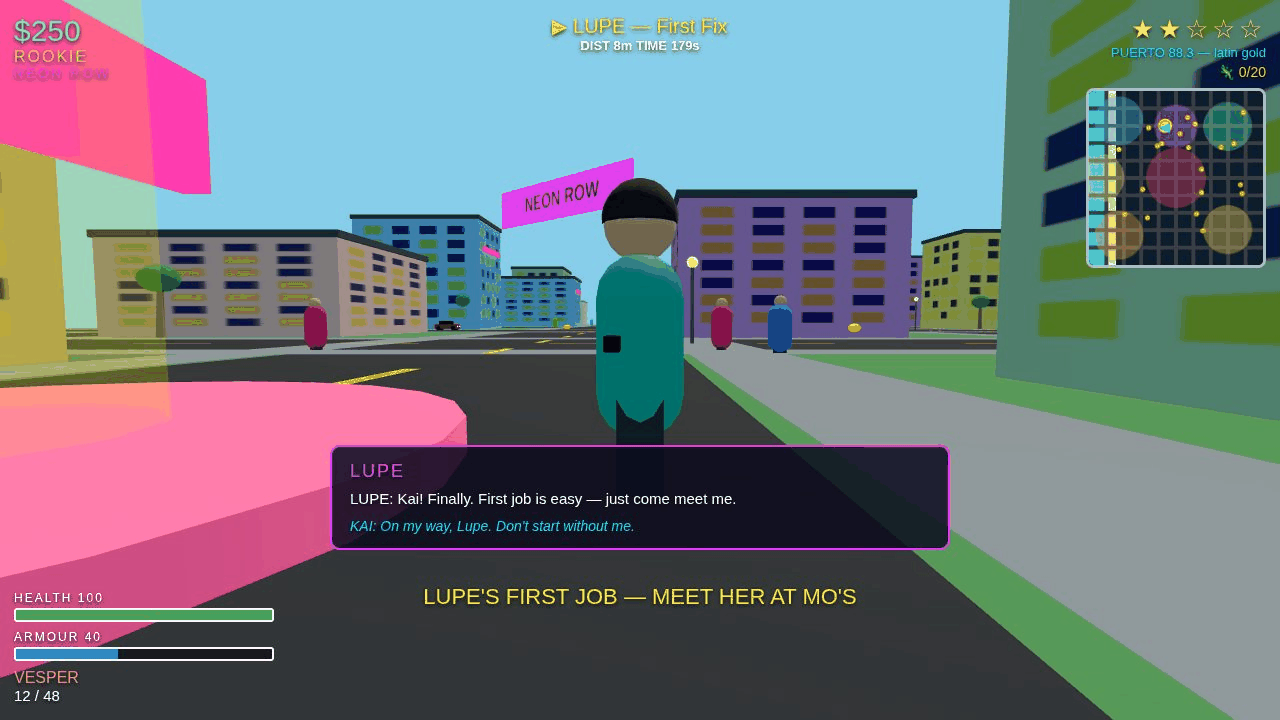 $250
ROOKIE
NEON ROW
▶ LUPE — First Fix
DIST 8m TIME 179s
★ ★ ☆ ☆ ☆
PUERTO 88.3 — latin gold
0/20
NEON ROW
LUPE
LUPE: Kai! Finally. First job is easy — just come meet me.
KAI: On my way, Lupe. Don't start without me.
LUPE'S FIRST JOB — MEET HER AT MO'S
HEALTH 100
ARMOUR 40
VESPER
12 / 48